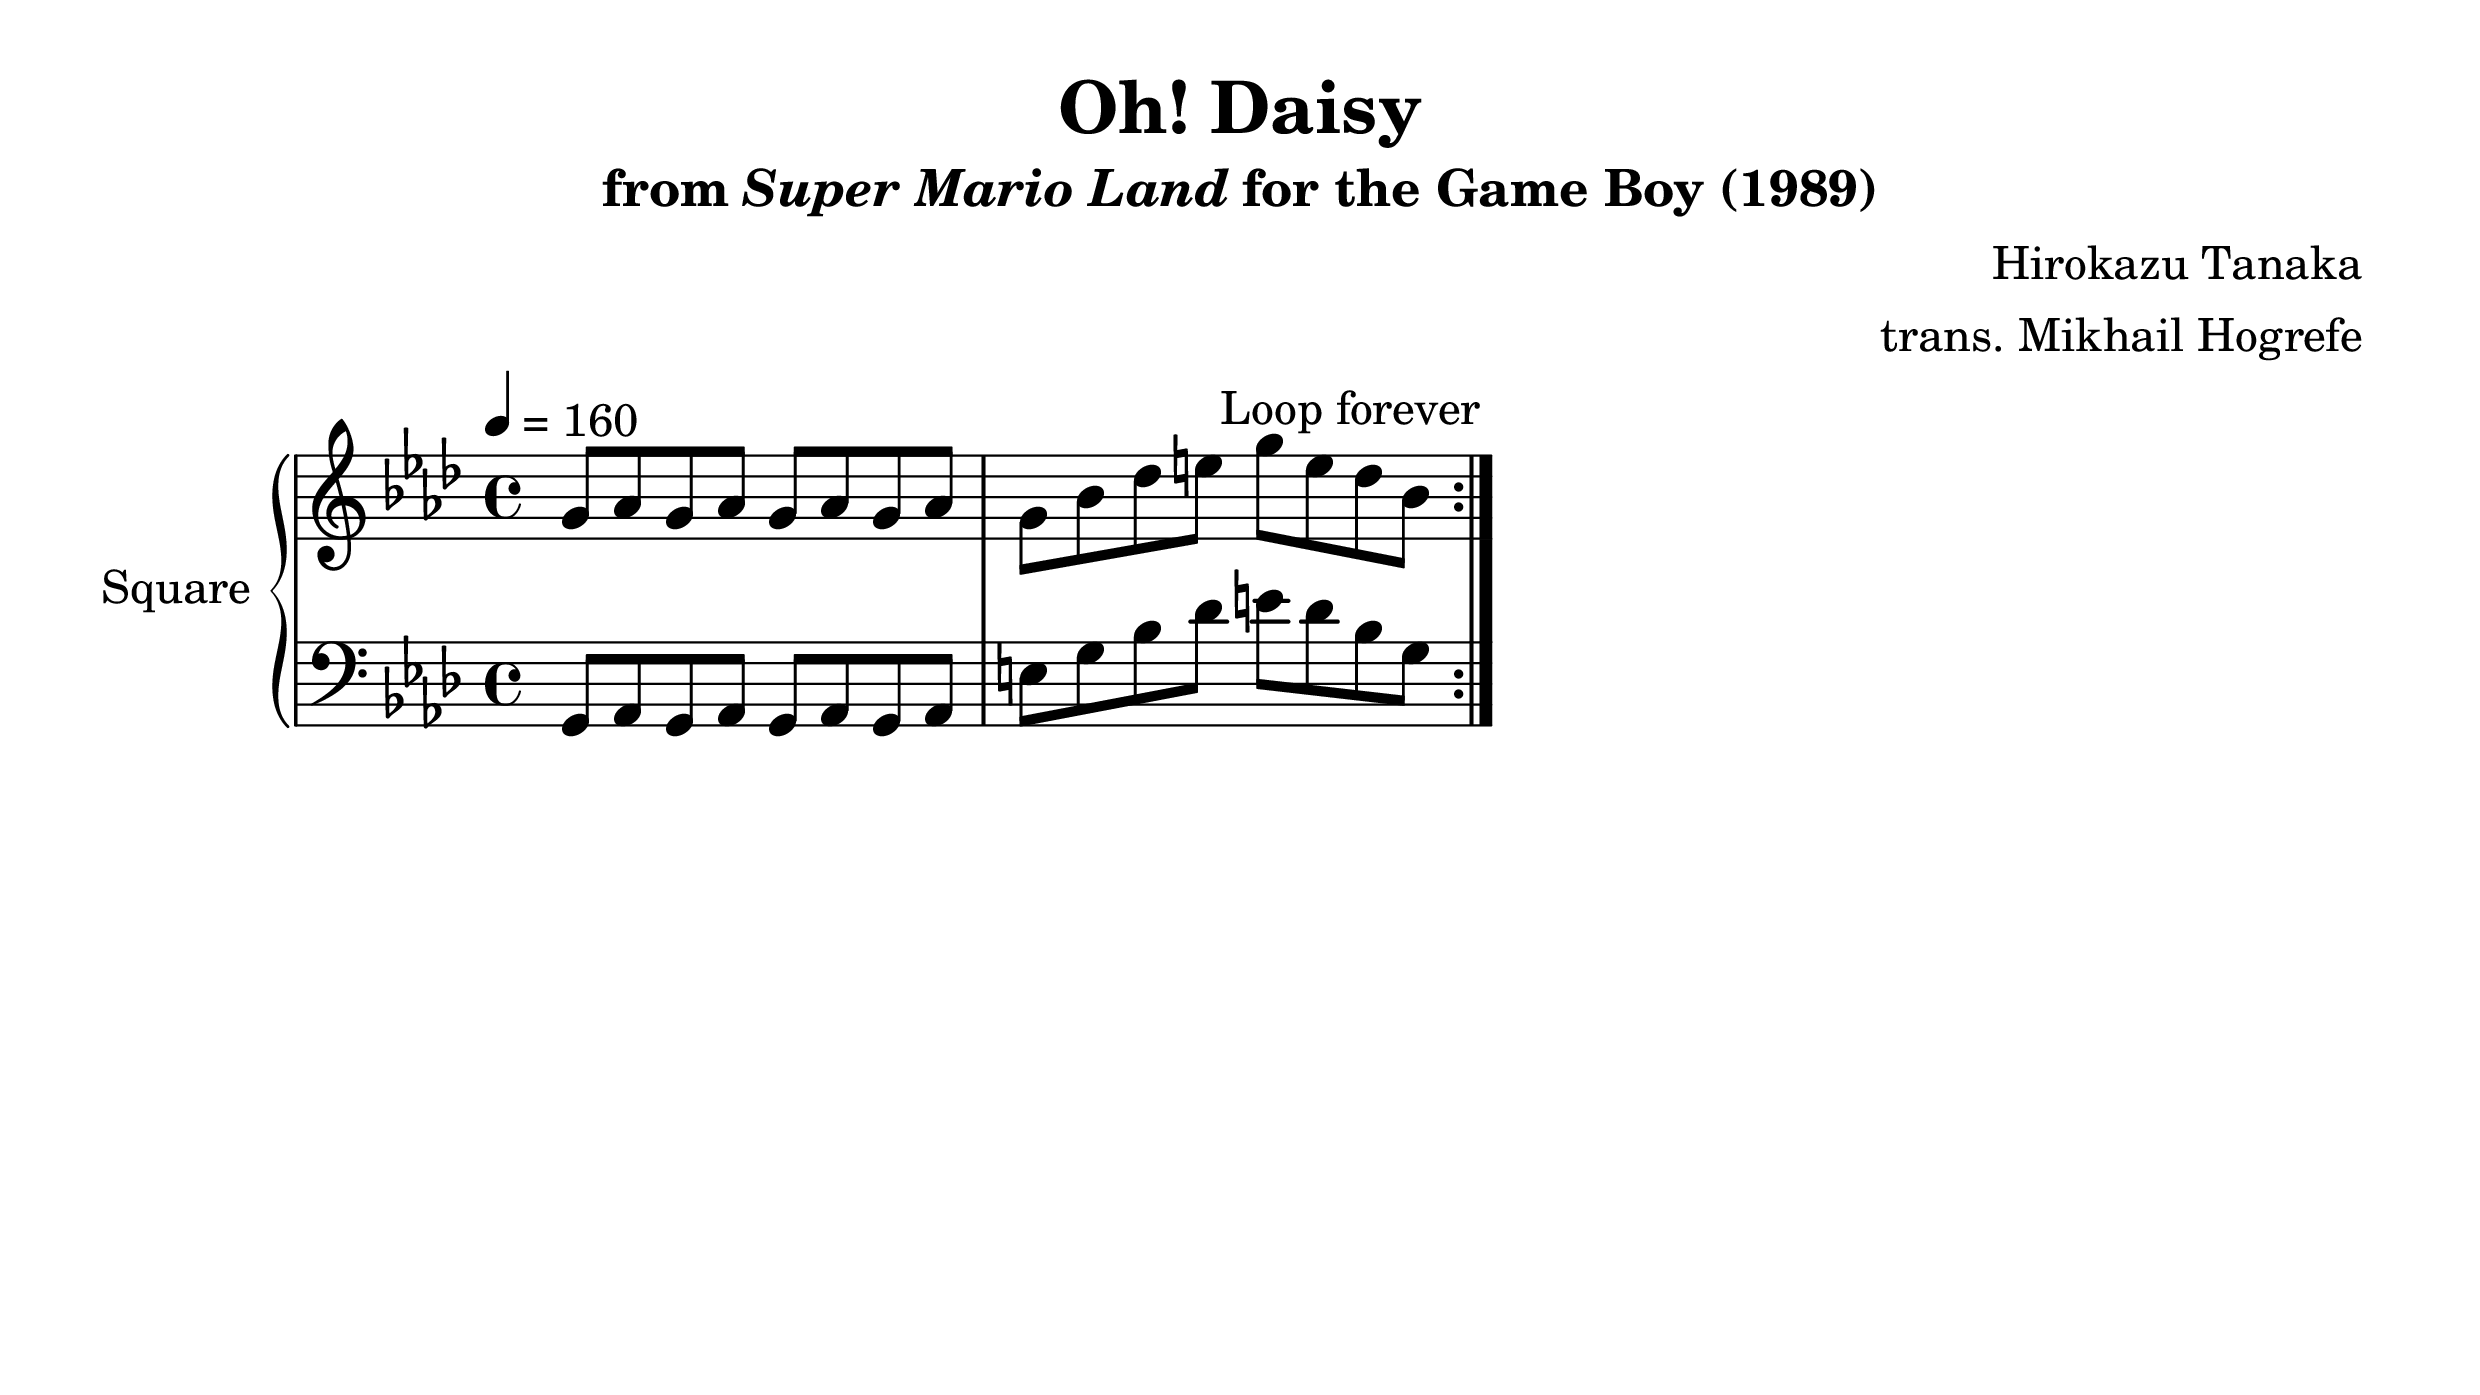 Oh! Daisy
from Super Mario Land for the Game Boy (1989)
Hirokazu Tanaka
trans. Mikhail Hogrefe
= 160
Loop forever
Square